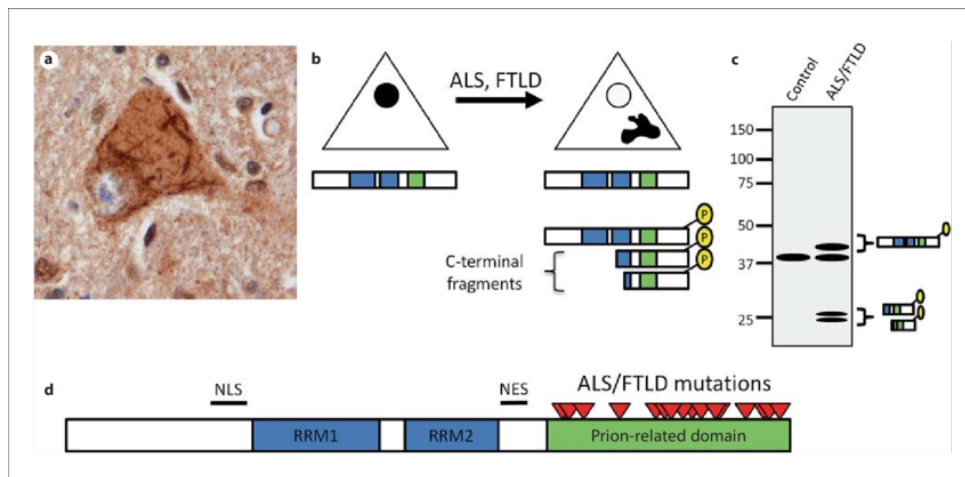 a
b
ALS, FTLD
C-terminal
fragments
P
P
P
c
Control
ALS/FTLD
150
100
75
50
37
25
d
NLS
NES
ALS/FTLD mutations
RRM1
RRM2
Prion-related domain